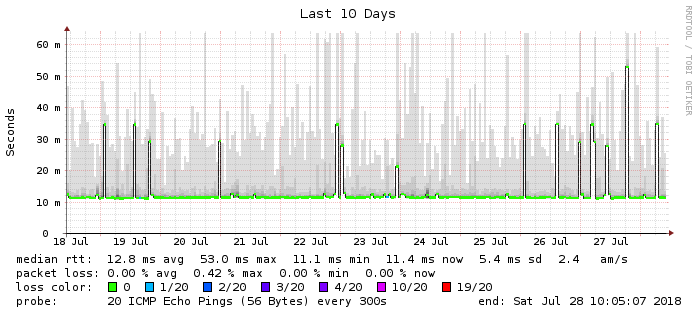 Last 10 Days
RRDTOOL / TOBI OETIKER
Seconds
60 m
50 m
40 m
30 m
20 m
10 m
0
18 Jul 19 Jul 20 Jul 21 Jul 22 Jul 23 Jul 24 Jul 25 Jul 26 Jul 27 Jul
median rtt: 12.8 ms avg 53.0 ms max 11.1 ms min 11.4 ms now 5.4 ms sd 2.4 am/s
packet loss: 0.00 % avg 0.42 % max 0.00 % min 0.00 % now
loss color: 0 1/20 2/20 3/20 4/20 10/20 19/20
probe: 20 ICMP Echo Pings (56 Bytes) every 300s end: Sat Jul 28 10:05:07 2018